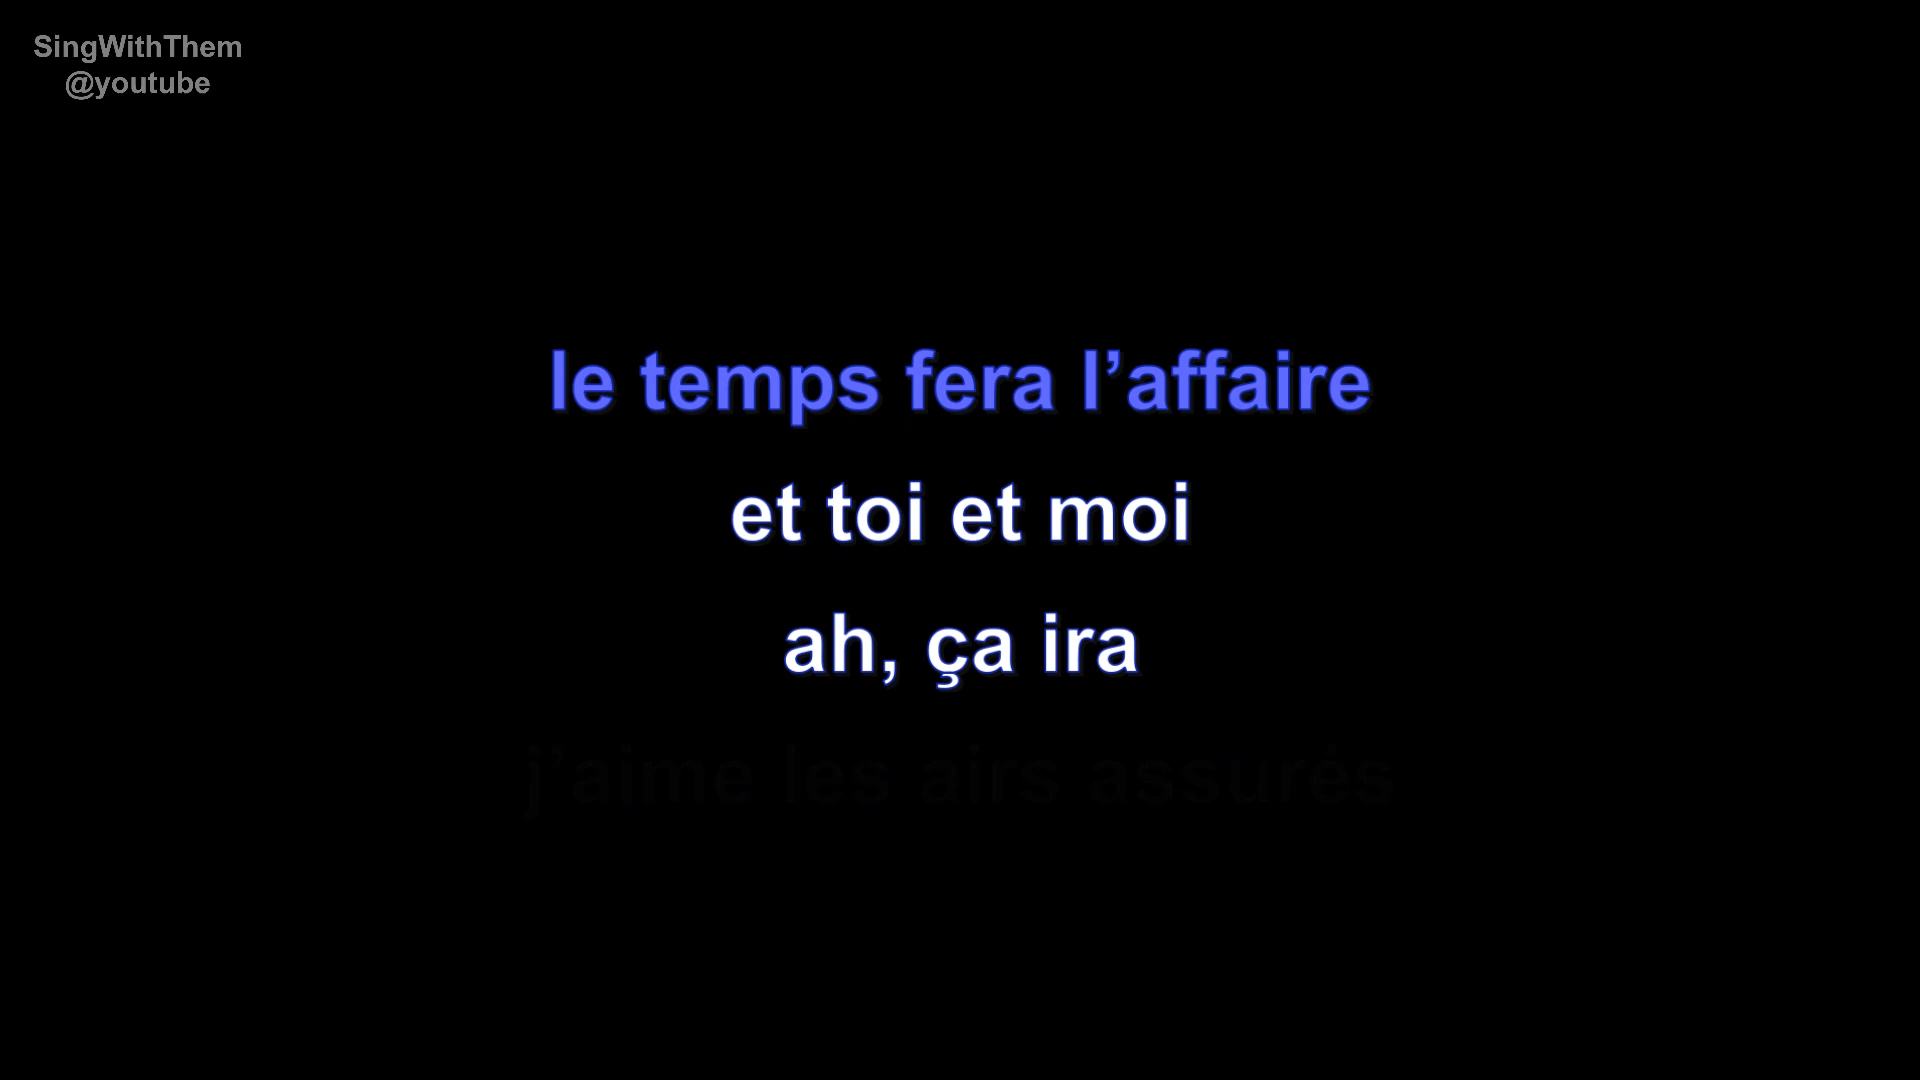 SingWithThem
@youtube
le temps fera l’affaire
et toi et moi
ah, ça ira
j’aime les airs assurés